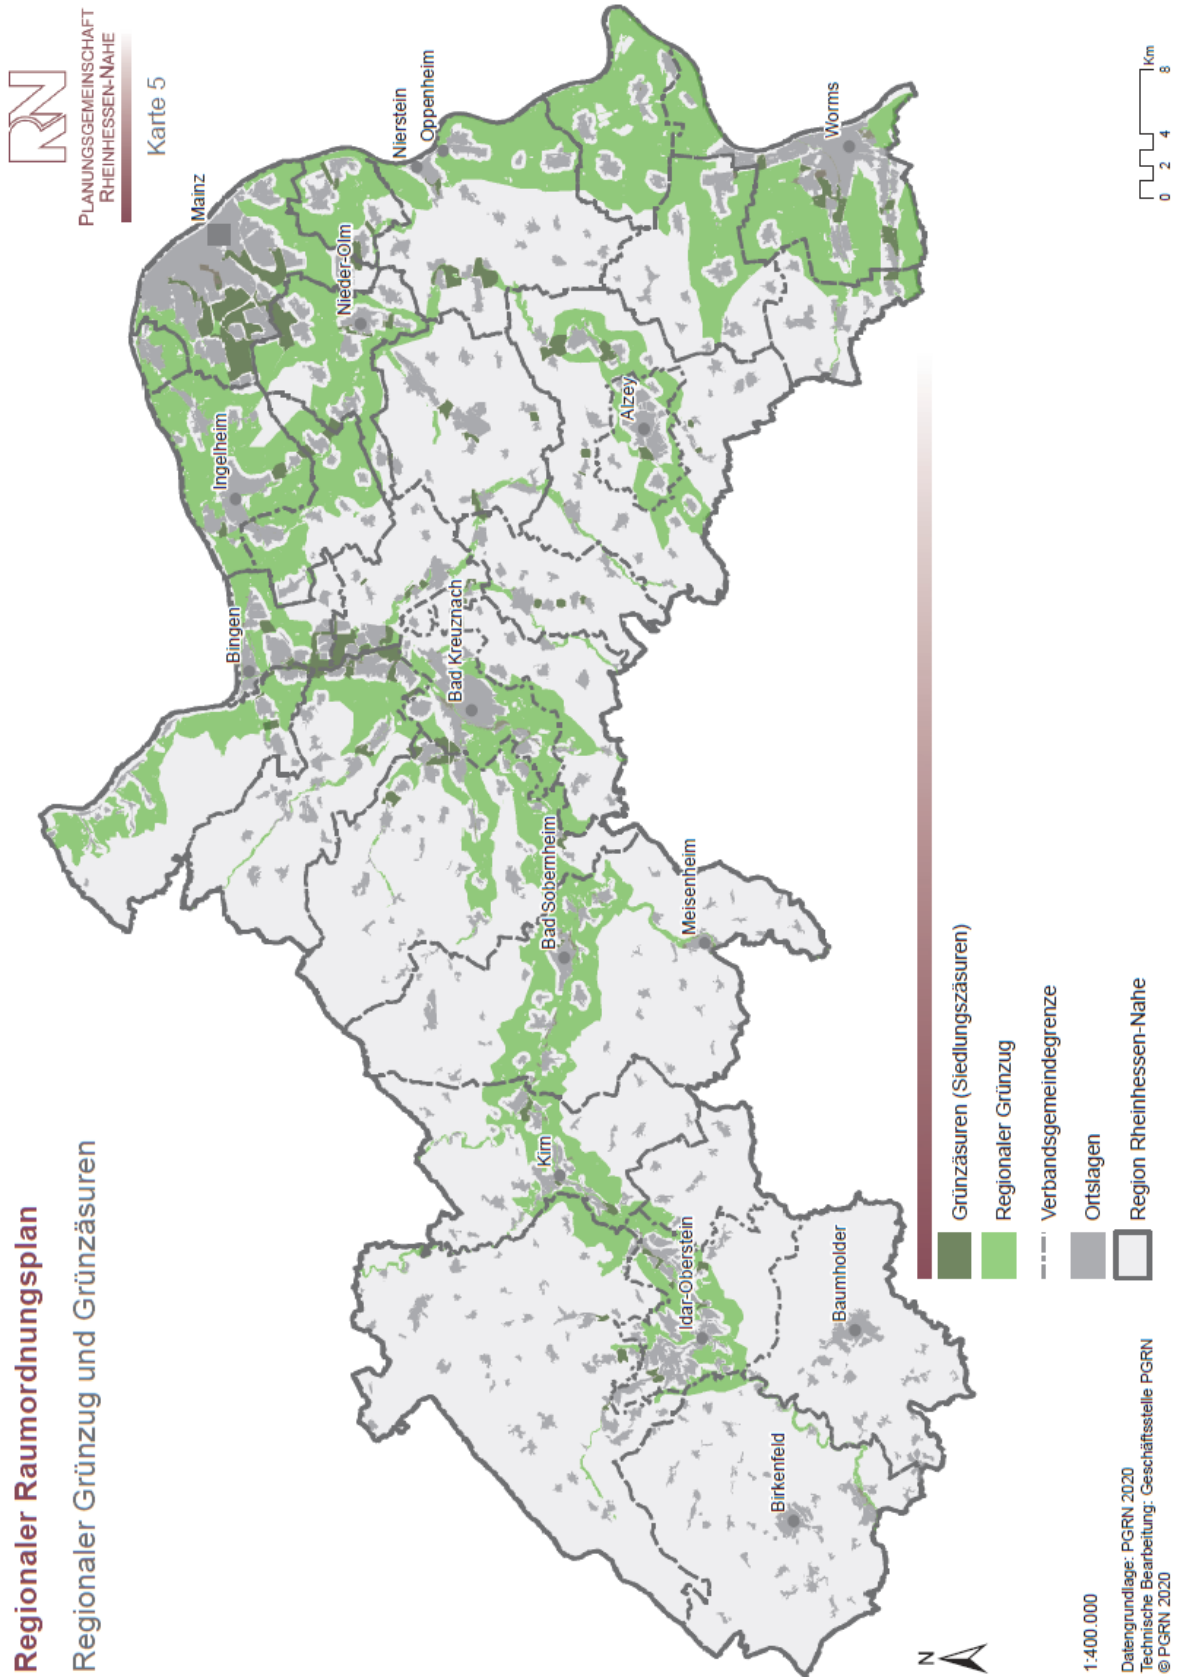 Regionaler Raumordnungsplan
Regionaler Grünzug und Grünzäsuren
RN
PLANUNGSGEMEINSCHAFT
RHEINHESSEN-NAHE
Karte 5
Mainz
Nierstein
Oppenheim
Nieder-Olm
Ingelheim
Bingen
Worms
Alzey
Bad Kreuznach
Bad Sobernheim
Meisenheim
Kirn
Idar-Oberstein
Baumholder
Birkenfeld
Grünzäsuren (Siedlungszäsuren)
Regionaler Grünzug
Verbandsgemeindegrenze
Ortslagen
Region Rheinhessen-Nahe
N
1:400.000
Datengrundlage: PGRN 2020
Technische Bearbeitung: Geschäftsstelle PGRN
© PGRN 2020
0 2 4 8 Km